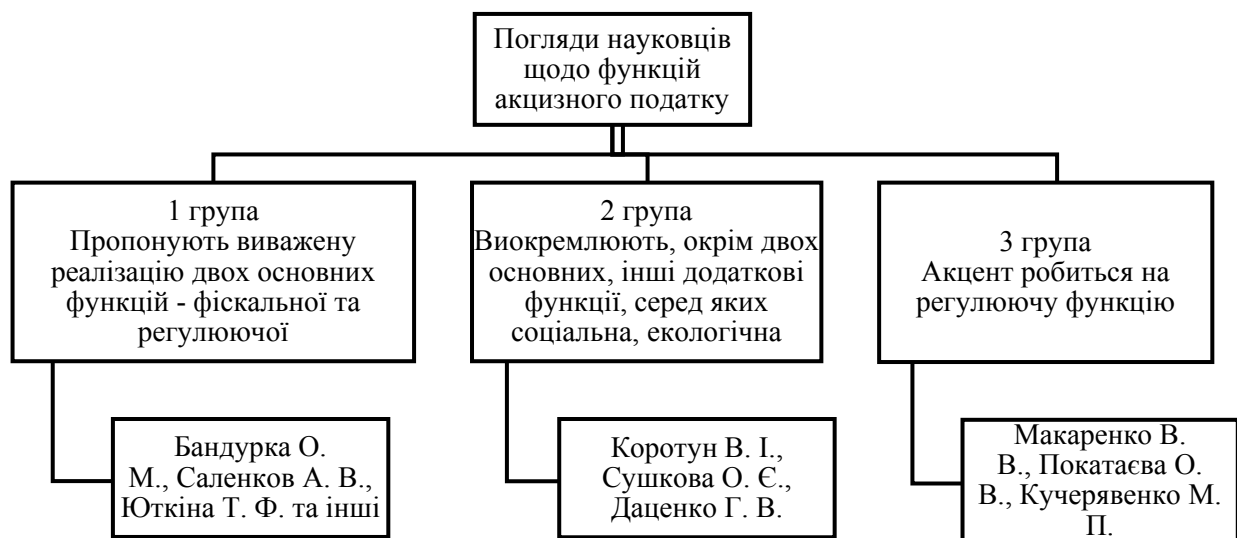 Погляди науковців
щодо функцій
акцизного податку
1 група
Пропонують виважену
реалізацію двох основних
функцій - фіскальної та
регулюючої
2 група
Виокремлюють, окрім двох
основних, інші додаткові
функції, серед яких
соціальна, екологічна
3 група
Акцент робиться на
регулюючу функцію
Бандурка О.
М., Саленков А. В.,
Юткіна Т. Ф. та інші
Коротун В. І.,
Сушкова О. Є.,
Даценко Г. В.
Макаренко В.
В., Покатаєва О.
В., Кучерявенко М.
П.